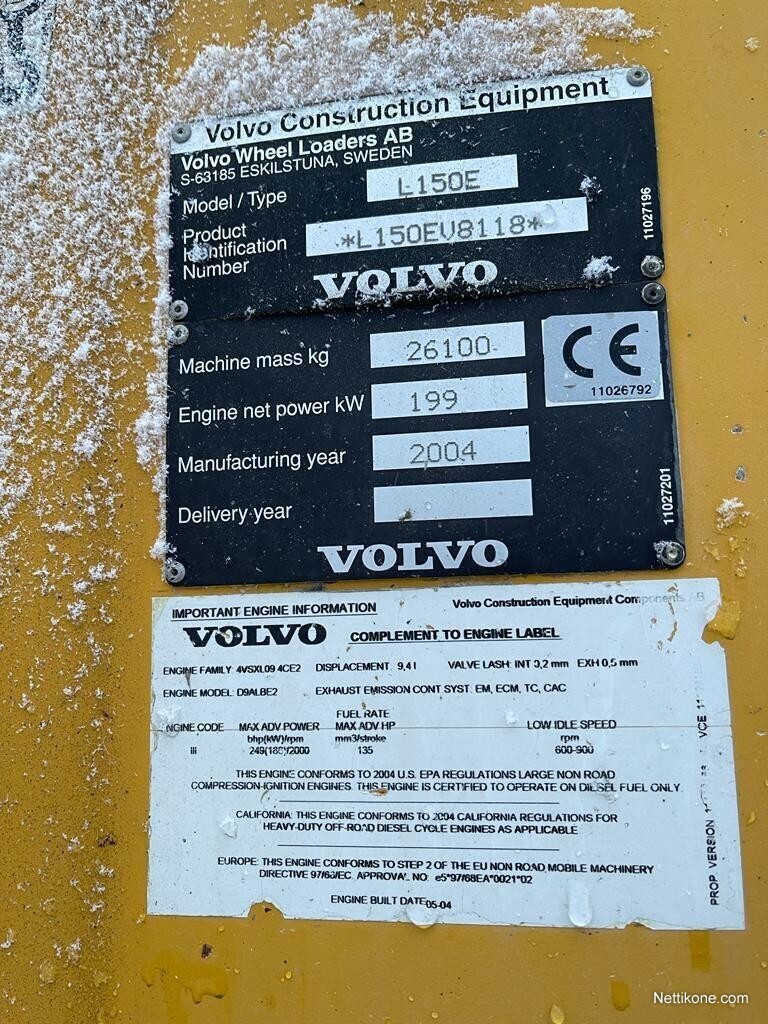 Volvo Construction Equipment
Volvo Wheel Loaders AB
S-63185 ESKILSTUNA, SWEDEN
Model / Type L150E
Product
Identification
Number *L150EV8118*
11027196
VOLVO
Machine mass kg 26100
CE
11026792
Engine net power kW 199
Manufacturing year 2004
Delivery year
11027201
VOLVO
IMPORTANT ENGINE INFORMATION Volvo Construction Equipment Components AB
VOLVO COMPLEMENT TO ENGINE LABEL
ENGINE FAMILY: 4VSXL09.4CE2 DISPLACEMENT: 9,4 l VALVE LASH: INT 3,2 mm EXH 0,5 mm
ENGINE MODEL: D9ALBE2 EXHAUST EMISSION CONT SYST: EM, ECM, TC, CAC
ENGINE CODE MAX ADV POWER FUEL RATE MAX ADV HP LOW IDLE SPEED
bhp(kW)/rpm mm3/stroke rpm
iii 249(186)/2000 135 600-900
THIS ENGINE CONFORMS TO 2004 U.S. EPA REGULATIONS LARGE NON ROAD
COMPRESSION-IGNITION ENGINES. THIS ENGINE IS CERTIFIED TO OPERATE ON DIESEL FUEL ONLY.
CALIFORNIA: THIS ENGINE CONFORMS TO 2004 CALIFORNIA REGULATIONS FOR
HEAVY-DUTY OFF-ROAD DIESEL CYCLE ENGINES AS APPLICABLE
EUROPE: THIS ENGINE CONFORMS TO STEP 2 OF THE EU NON ROAD MOBILE MACHINERY
DIRECTIVE 97/68/EC. APPROVAL NO: e5*97/68EA*0021*02
ENGINE BUILT DATE 05-04
PROP. VERSION VCE
Nettikone.com